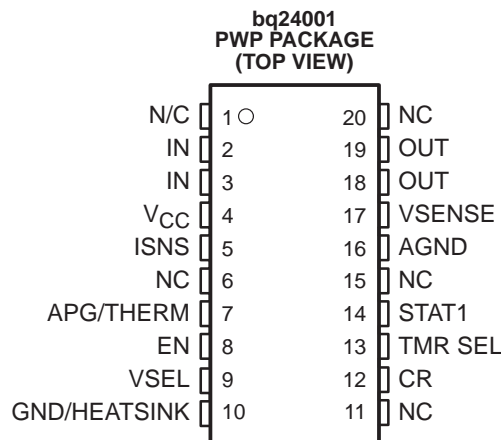 bq24001
PWP PACKAGE
(TOP VIEW)
N/C 1 20 NC
IN 2 19 OUT
IN 3 18 OUT
VCC 4 17 VSENSE
ISNS 5 16 AGND
NC 6 15 NC
APG/THERM 7 14 STAT1
EN 8 13 TMR SEL
VSEL 9 12 CR
GND/HEATSINK 10 11 NC